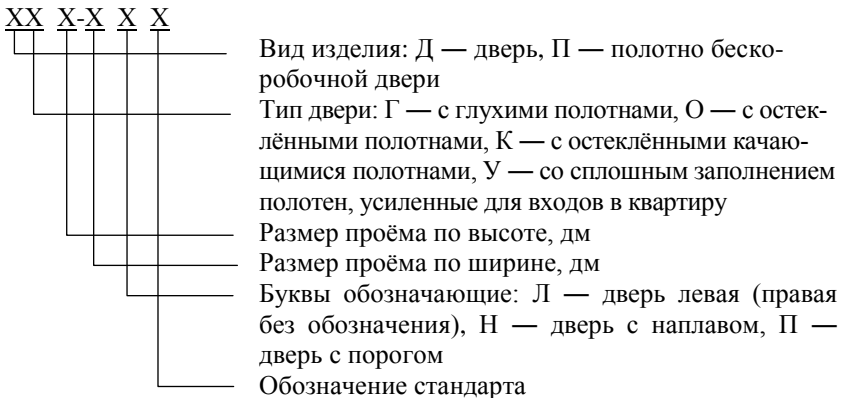 ХХ Х-Х Х Х
Вид изделия: Д — дверь, П — полотно беско-
робочной двери
Тип двери: Г — с глухими полотнами, О — с остек-
лёнными полотнами, К — с остеклёнными качаю-
щимися полотнами, У — со сплошным заполнением
полотен, усиленные для входов в квартиру
Размер проёма по высоте, дм
Размер проёма по ширине, дм
Буквы обозначающие: Л — дверь левая (правая
без обозначения), Н — дверь с наплавом, П —
дверь с порогом
Обозначение стандарта